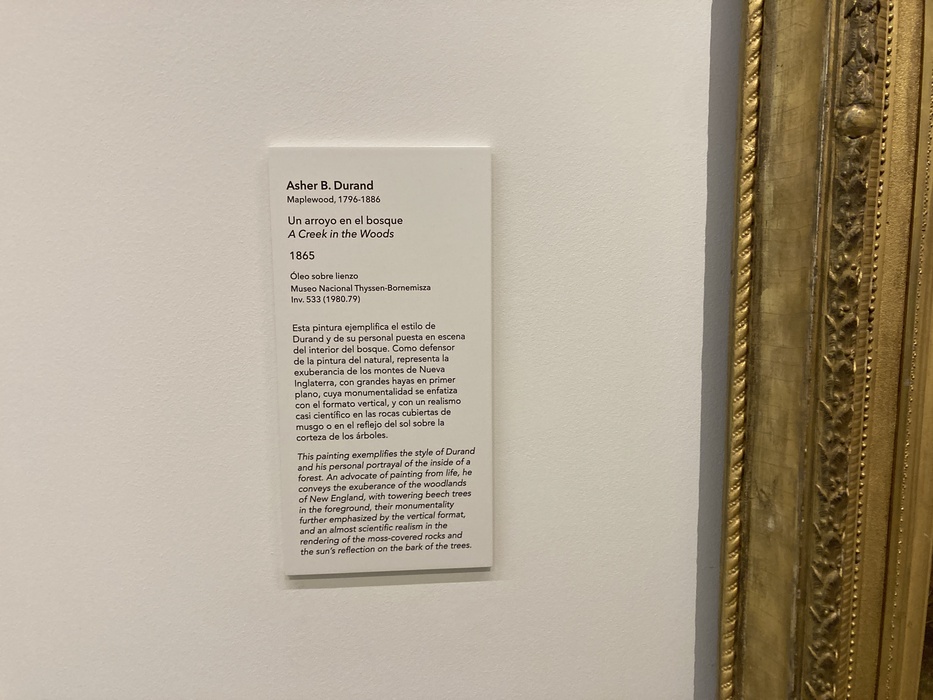 Asher B. Durand
Maplewood, 1796-1886
Un arroyo en el bosque
A Creek in the Woods
1865
Óleo sobre lienzo
Museo Nacional Thyssen-Bornemisza
Inv. 533 (1980.79)
Esta pintura ejemplifica el estilo de
Durand y de su personal puesta en escena
del interior del bosque. Como defensor
de la pintura del natural, representa la
exuberancia de los montes de Nueva
Inglaterra, con grandes hayas en primer
plano, cuya monumentalidad se enfatiza
con el formato vertical, y con un realismo
casi científico en las rocas cubiertas de
musgo o en el reflejo del sol sobre la
corteza de los árboles.
This painting exemplifies the style of Durand
and his personal portrayal of the inside of a
forest. An advocate of painting from life, he
conveys the exuberance of the woodlands
of New England, with towering beech trees
in the foreground, their monumentality
further emphasized by the vertical format,
and an almost scientific realism in the
rendering of the moss-covered rocks and
the sun's reflection on the bark of the trees.